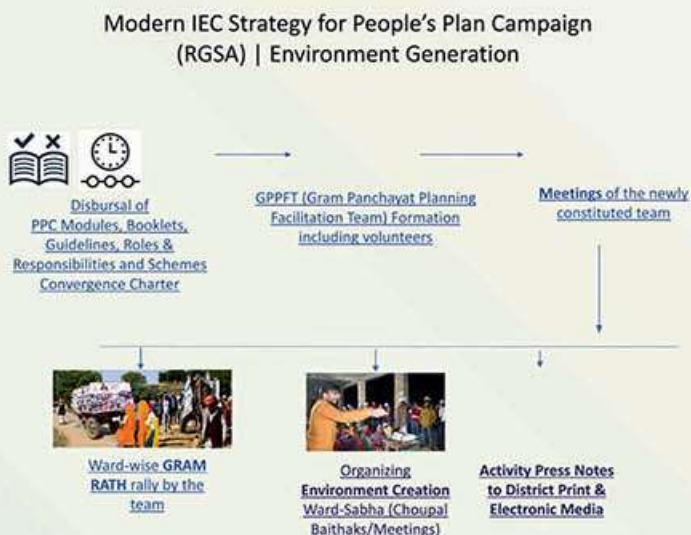 Modern IEC Strategy for People's Plan Campaign
(RGSA) | Environment Generation
Disbursal of
PPC Modules, Booklets,
Guidelines, Roles &
Responsibilities and Schemes
Convergence Charter
GPPFT (Gram Panchayat Planning
Facilitation Team) Formation
including volunteers
Meetings of the newly
constituted team
Ward-wise GRAM
RATH rally by the
team
Organizing
Environment Creation
Ward-Sabha (Choupal
Baithaks/Meetings)
Activity Press Notes
to District Print &
Electronic Media